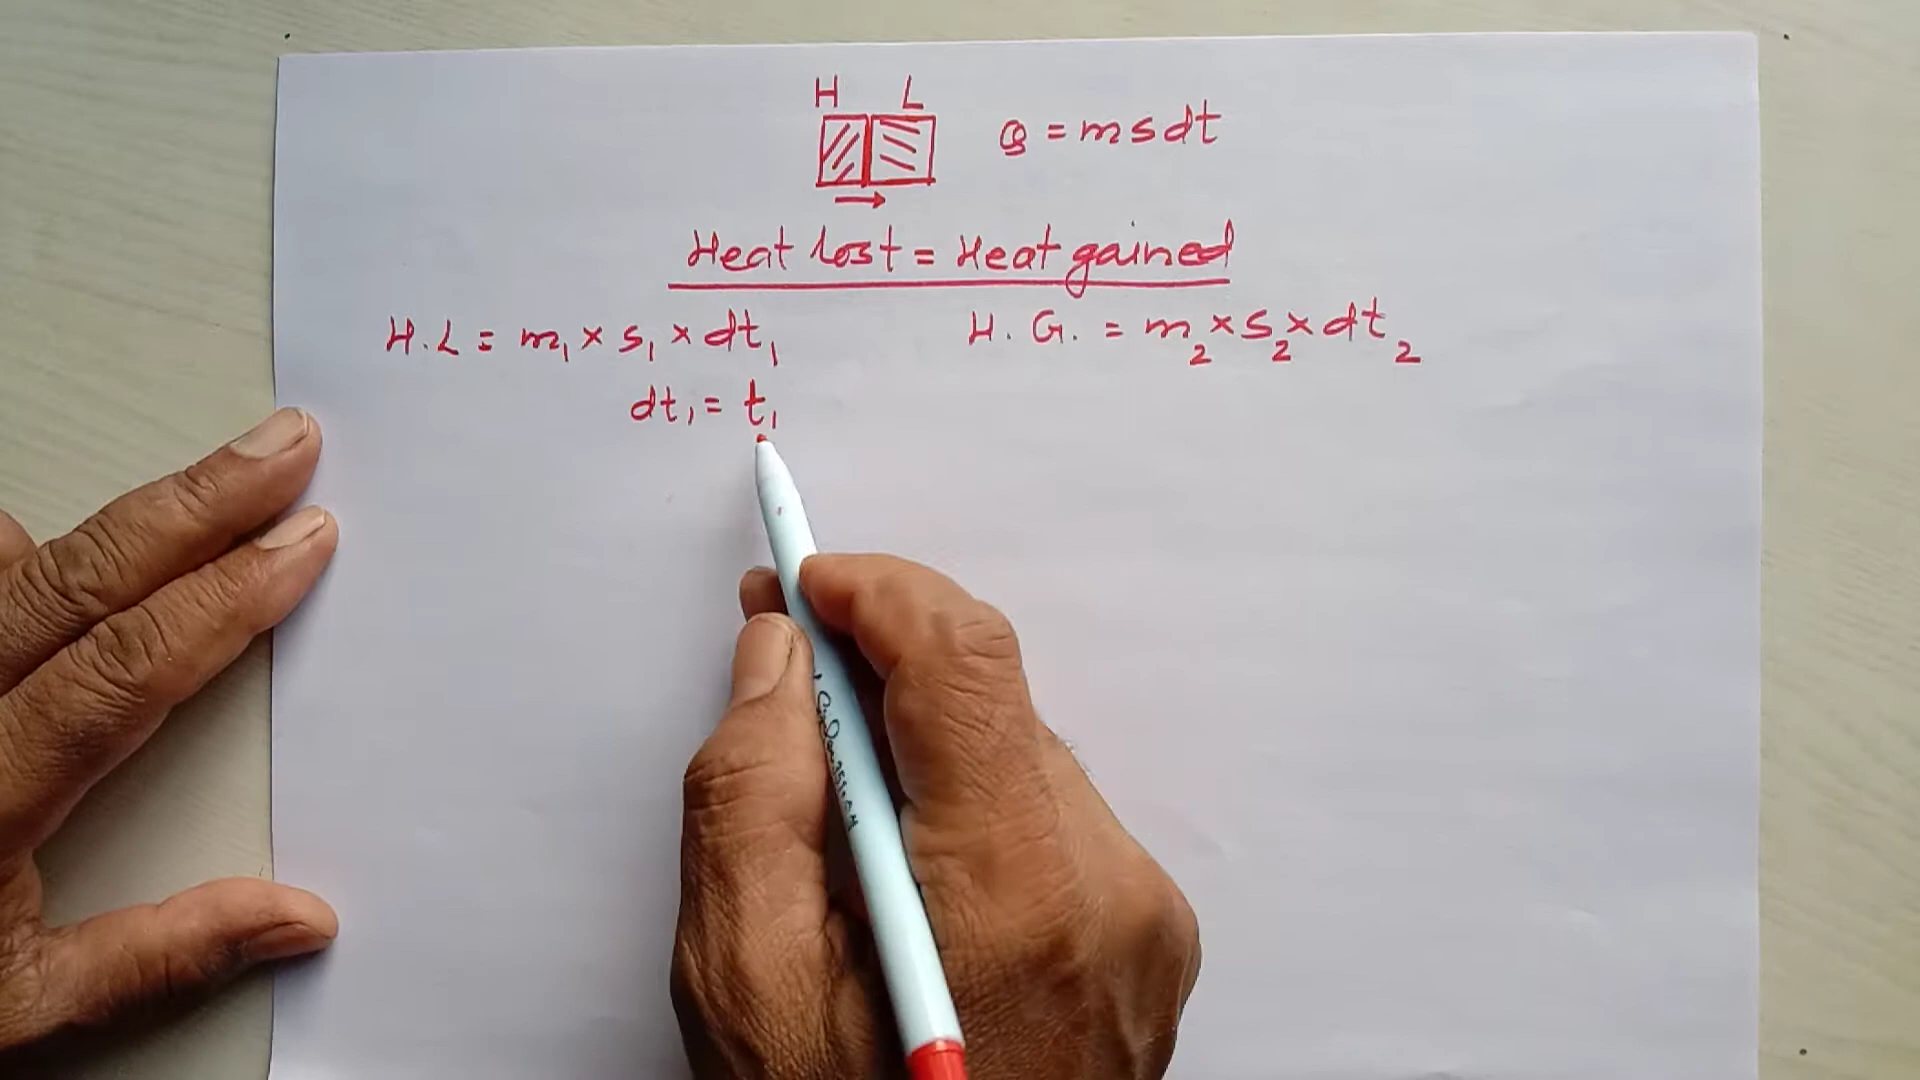 H L
Q = msdt
Heat lost = Heat gained
H.L = m₁ × s₁ × dt₁
H. G. = m₂ × s₂ × dt₂
dt₁ = t₁